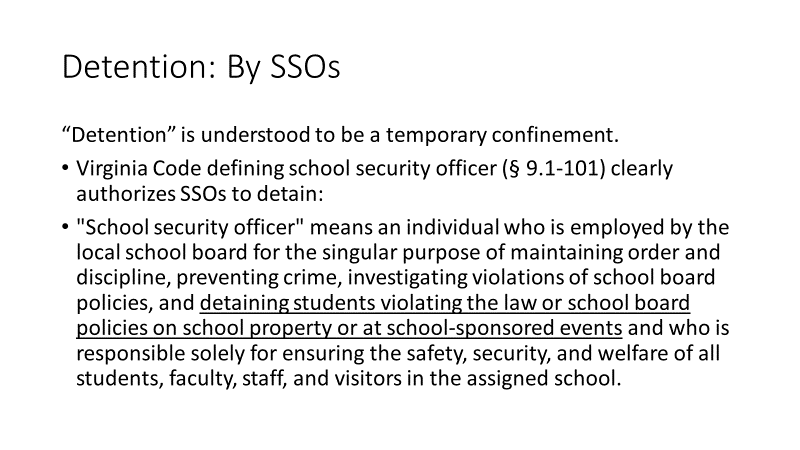 Detention: By SSOs
“Detention” is understood to be a temporary confinement.
• Virginia Code defining school security officer (§ 9.1-101) clearly
authorizes SSOs to detain:
• "School security officer" means an individual who is employed by the
local school board for the singular purpose of maintaining order and
discipline, preventing crime, investigating violations of school board
policies, and detaining students violating the law or school board
policies on school property or at school-sponsored events and who is
responsible solely for ensuring the safety, security, and welfare of all
students, faculty, staff, and visitors in the assigned school.